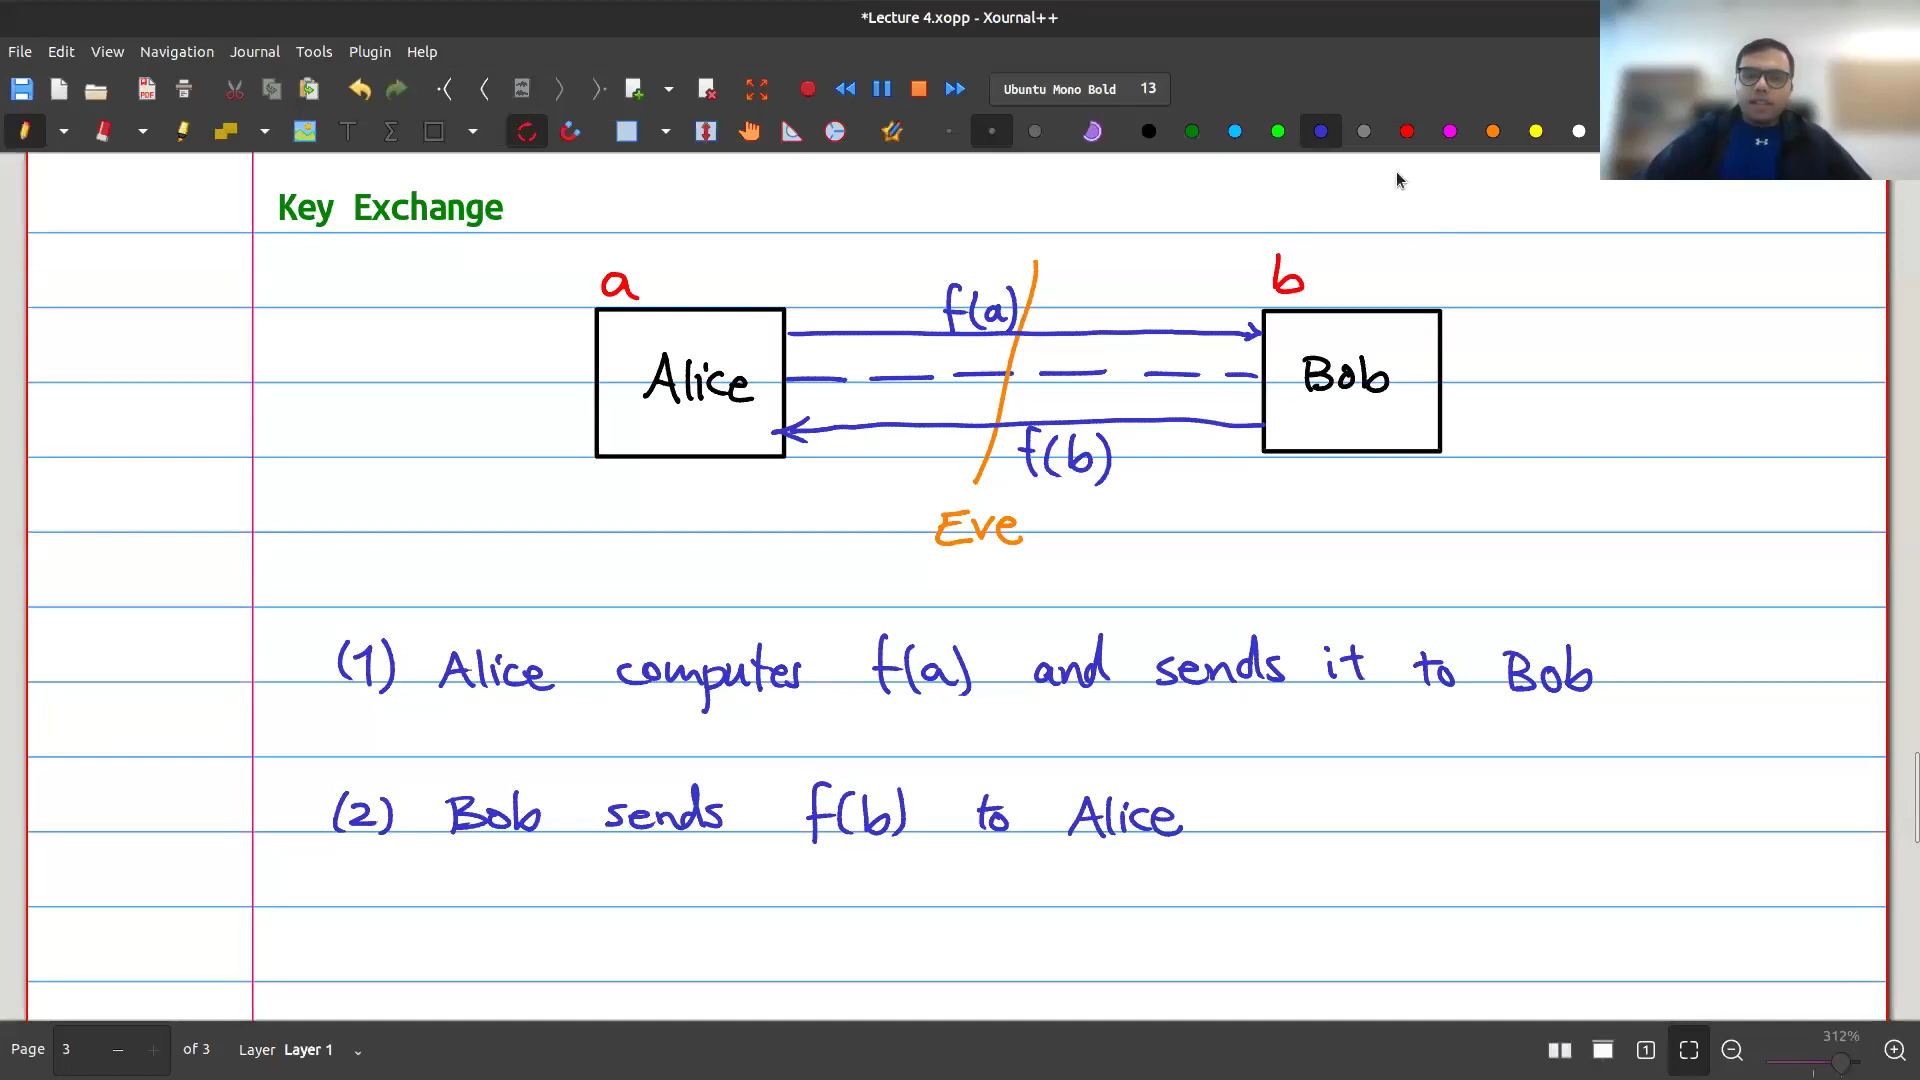 *Lecture 4.xopp - Xournal++
File Edit View Navigation Journal Tools Plugin Help
Ubuntu Mono Bold 13
Key Exchange
a b
f(a)
Alice Bob
f(b)
Eve
(1) Alice computes f(a) and sends it to Bob
(2) Bob sends f(b) to Alice
Page 3 of 3 Layer Layer 1 312%